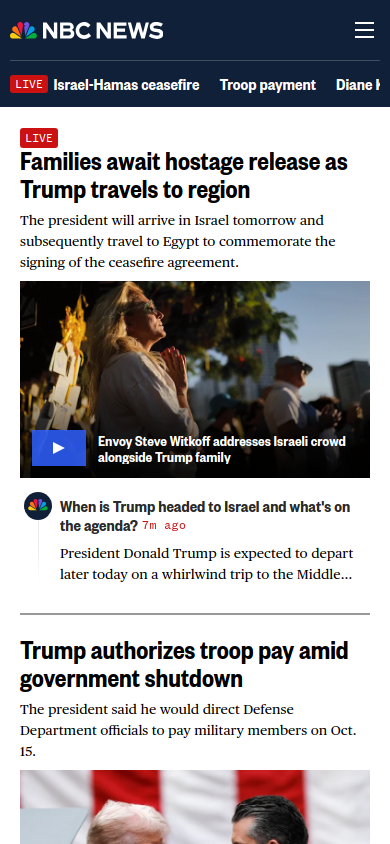 NBC NEWS
LIVE Israel-Hamas ceasefire Troop payment Diane
LIVE
Families await hostage release as
Trump travels to region
The president will arrive in Israel tomorrow and
subsequently travel to Egypt to commemorate the
signing of the ceasefire agreement.
Envoy Steve Witkoff addresses Israeli crowd
alongside Trump family
When is Trump headed to Israel and what's on
the agenda? 7m ago
President Donald Trump is expected to depart
later today on a whirlwind trip to the Middle...
Trump authorizes troop pay amid
government shutdown
The president said he would direct Defense
Department officials to pay military members on Oct.
15.